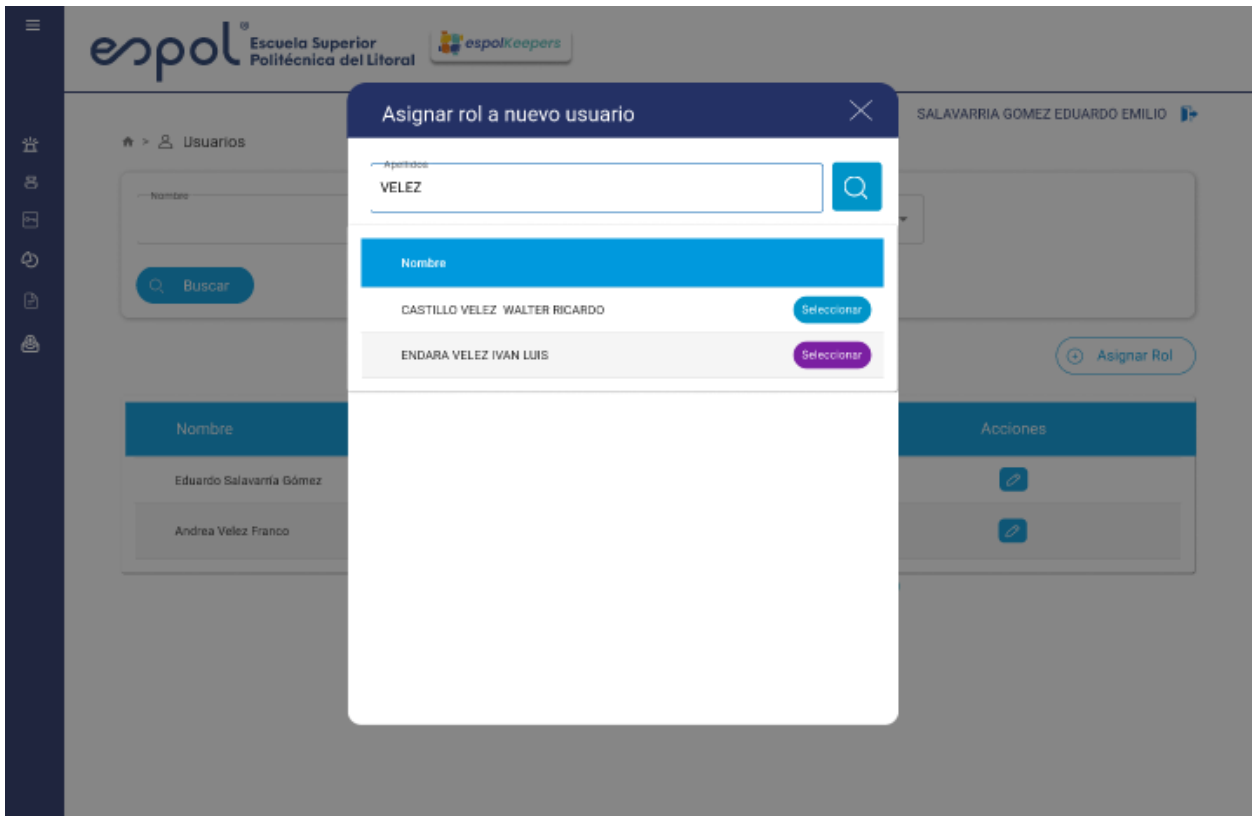 espol®
Escuela Superior
Politécnica del Litoral
espolKeepers
Asignar rol a nuevo usuario
SALAVARRIA GOMEZ EDUARDO EMILIO
> Usuarios
Apellidos
VELEZ
Nombre
Buscar
Nombre
CASTILLO VELEZ WALTER RICARDO
Seleccionar
ENDARA VELEZ IVAN LUIS
Seleccionar
Asignar Rol
Nombre
Acciones
Eduardo Salavarría Gómez
Andrea Velez Franco